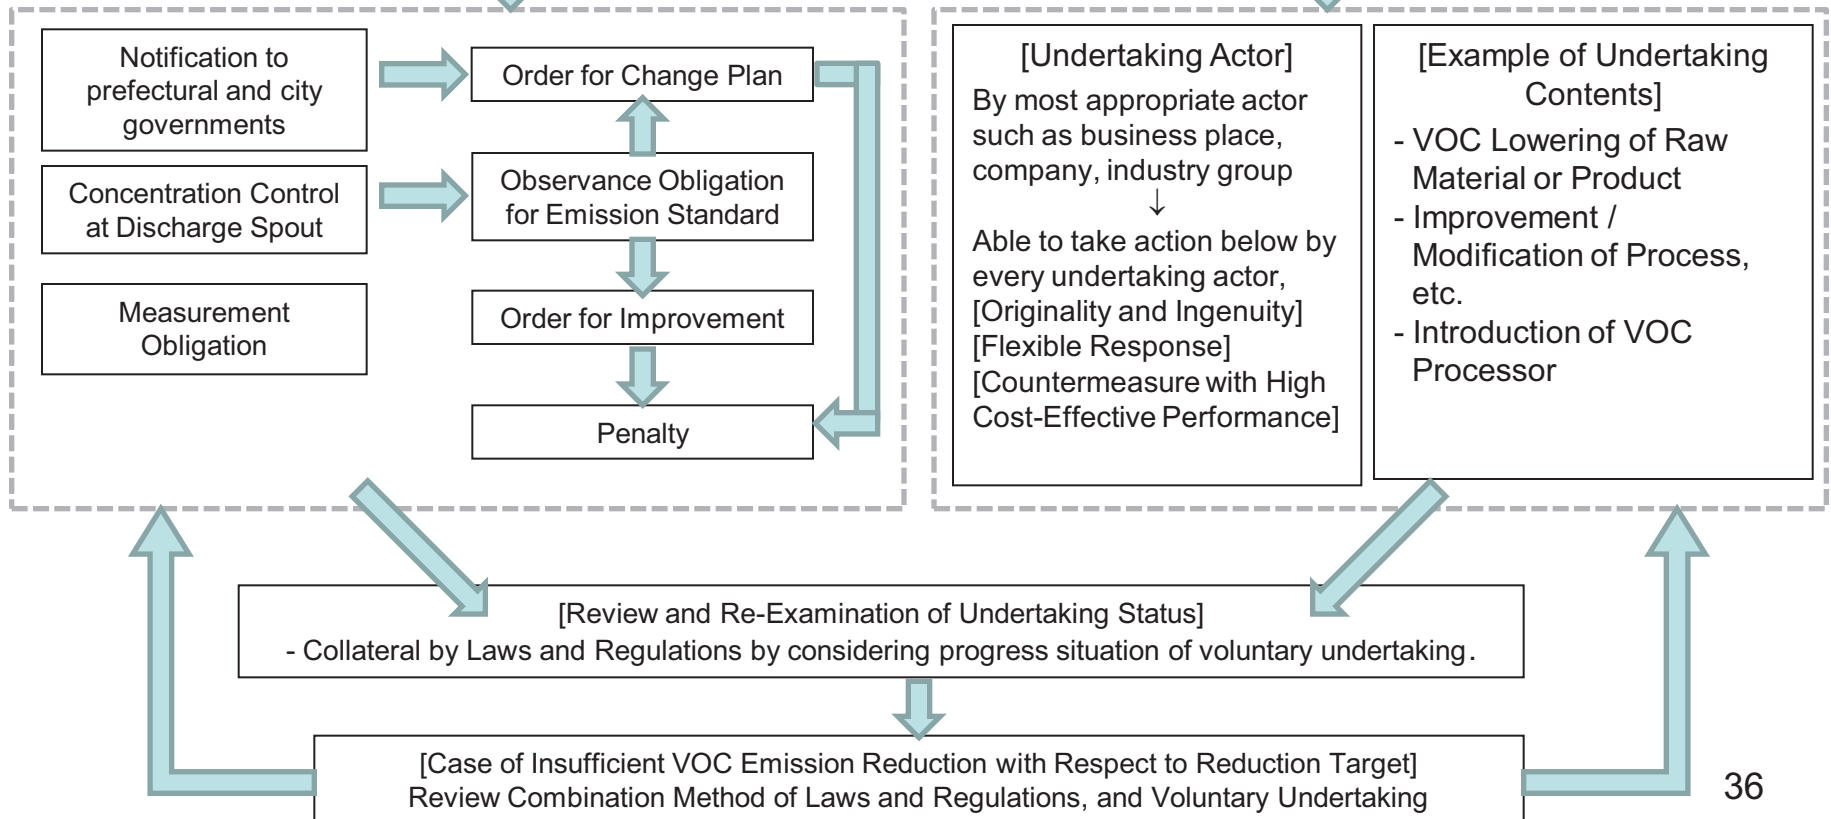 Notification to
prefectural and city
governments
Order for Change Plan
Concentration Control
at Discharge Spout
Observance Obligation
for Emission Standard
Measurement
Obligation
Order for Improvement
Penalty
[Undertaking Actor]
By most appropriate actor
such as business place,
company, industry group
↓
Able to take action below by
every undertaking actor,
[Originality and Ingenuity]
[Flexible Response]
[Countermeasure with High
Cost-Effective Performance]
[Example of Undertaking
Contents]
- VOC Lowering of Raw
Material or Product
- Improvement /
Modification of Process,
etc.
- Introduction of VOC
Processor
[Review and Re-Examination of Undertaking Status]
- Collateral by Laws and Regulations by considering progress situation of voluntary undertaking.
[Case of Insufficient VOC Emission Reduction with Respect to Reduction Target]
Review Combination Method of Laws and Regulations, and Voluntary Undertaking
36